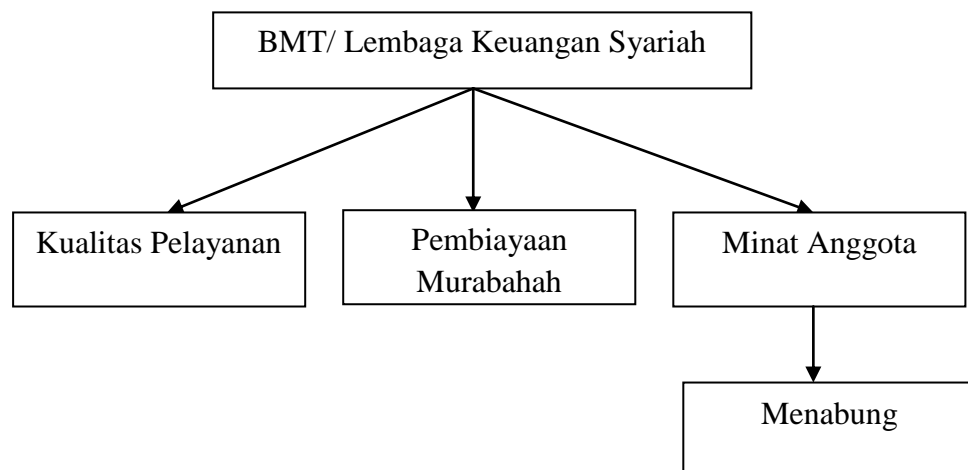 BMT/ Lembaga Keuangan Syariah
Kualitas Pelayanan
Pembiayaan
Murabahah
Minat Anggota
Menabung